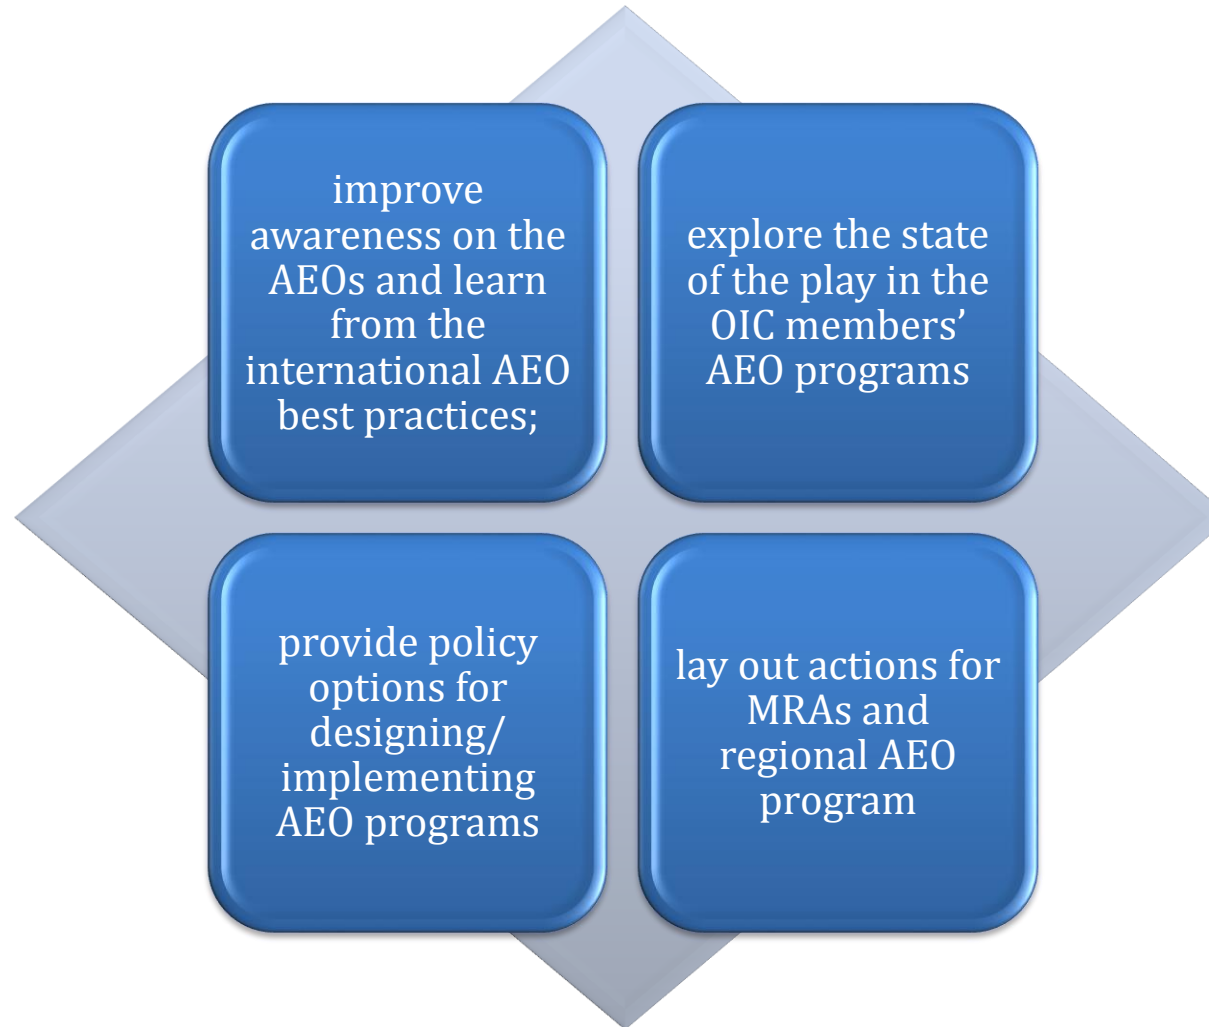 improve
awareness on the
AEOs and learn
from the
international AEO
best practices;
explore the state
of the play in the
OIC members’
AEO programs
provide policy
options for
designing/
implementing
AEO programs
lay out actions for
MRAs and
regional AEO
program